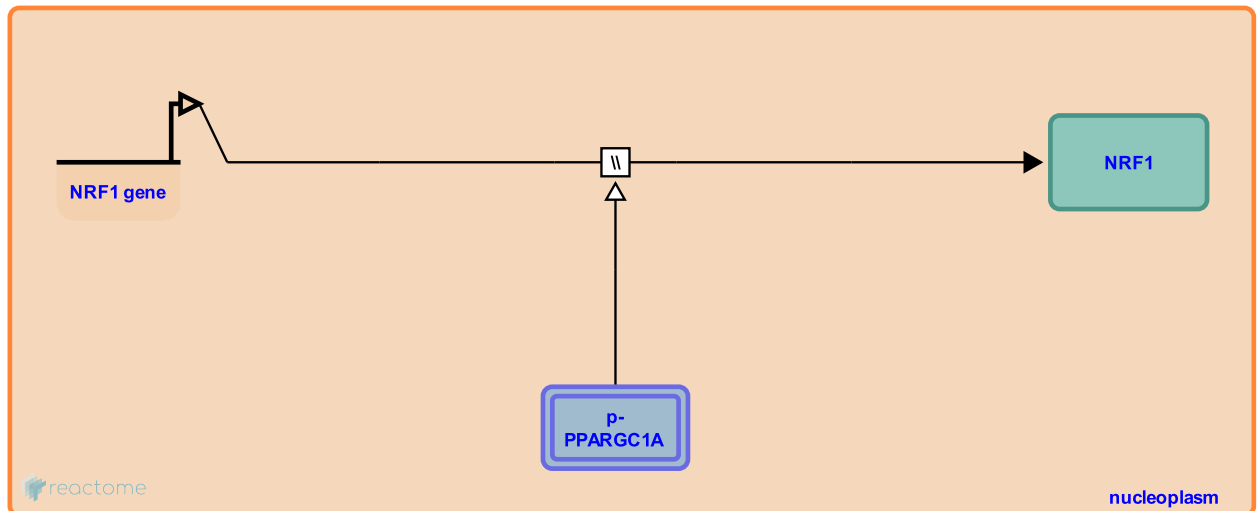 NRF1 gene
\\
NRF1
p-
PPARGC1A
reactome
nucleoplasm